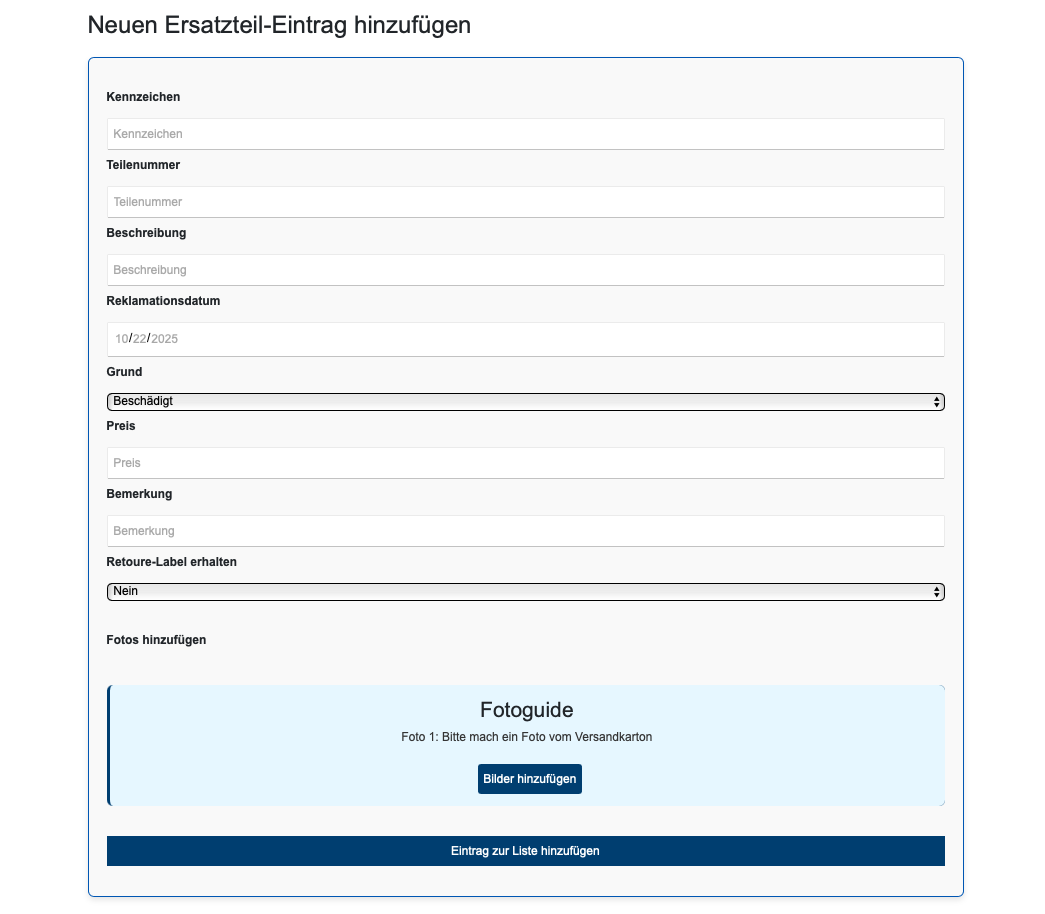 Neuen Ersatzteil-Eintrag hinzufügen
Kennzeichen
Kennzeichen
Teilenummer
Teilenummer
Beschreibung
Beschreibung
Reklamationsdatum
10/22/2025
Grund
Beschädigt
Preis
Preis
Bemerkung
Bemerkung
Retoure-Label erhalten
Nein
Fotos hinzufügen
Fotoguide
Foto 1: Bitte mach ein Foto vom Versandkarton
Bilder hinzufügen
Eintrag zur Liste hinzufügen